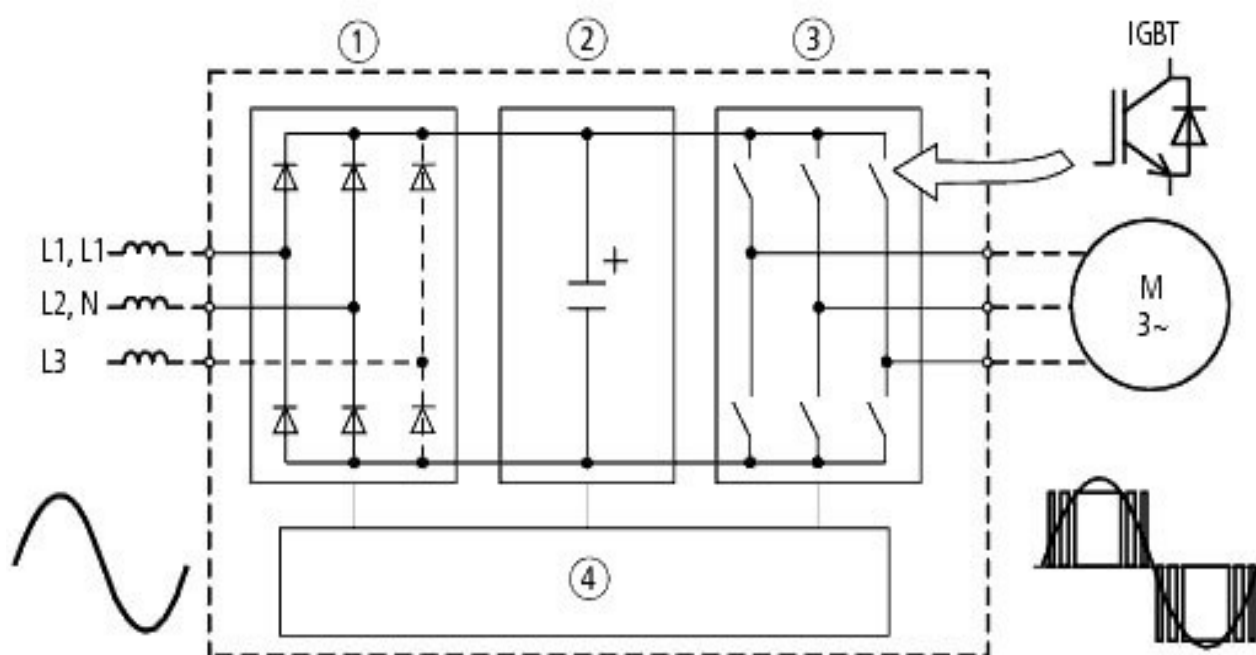 ① ② ③ IGBT
L1, L1
L2, N
L3
+
M
3~
④